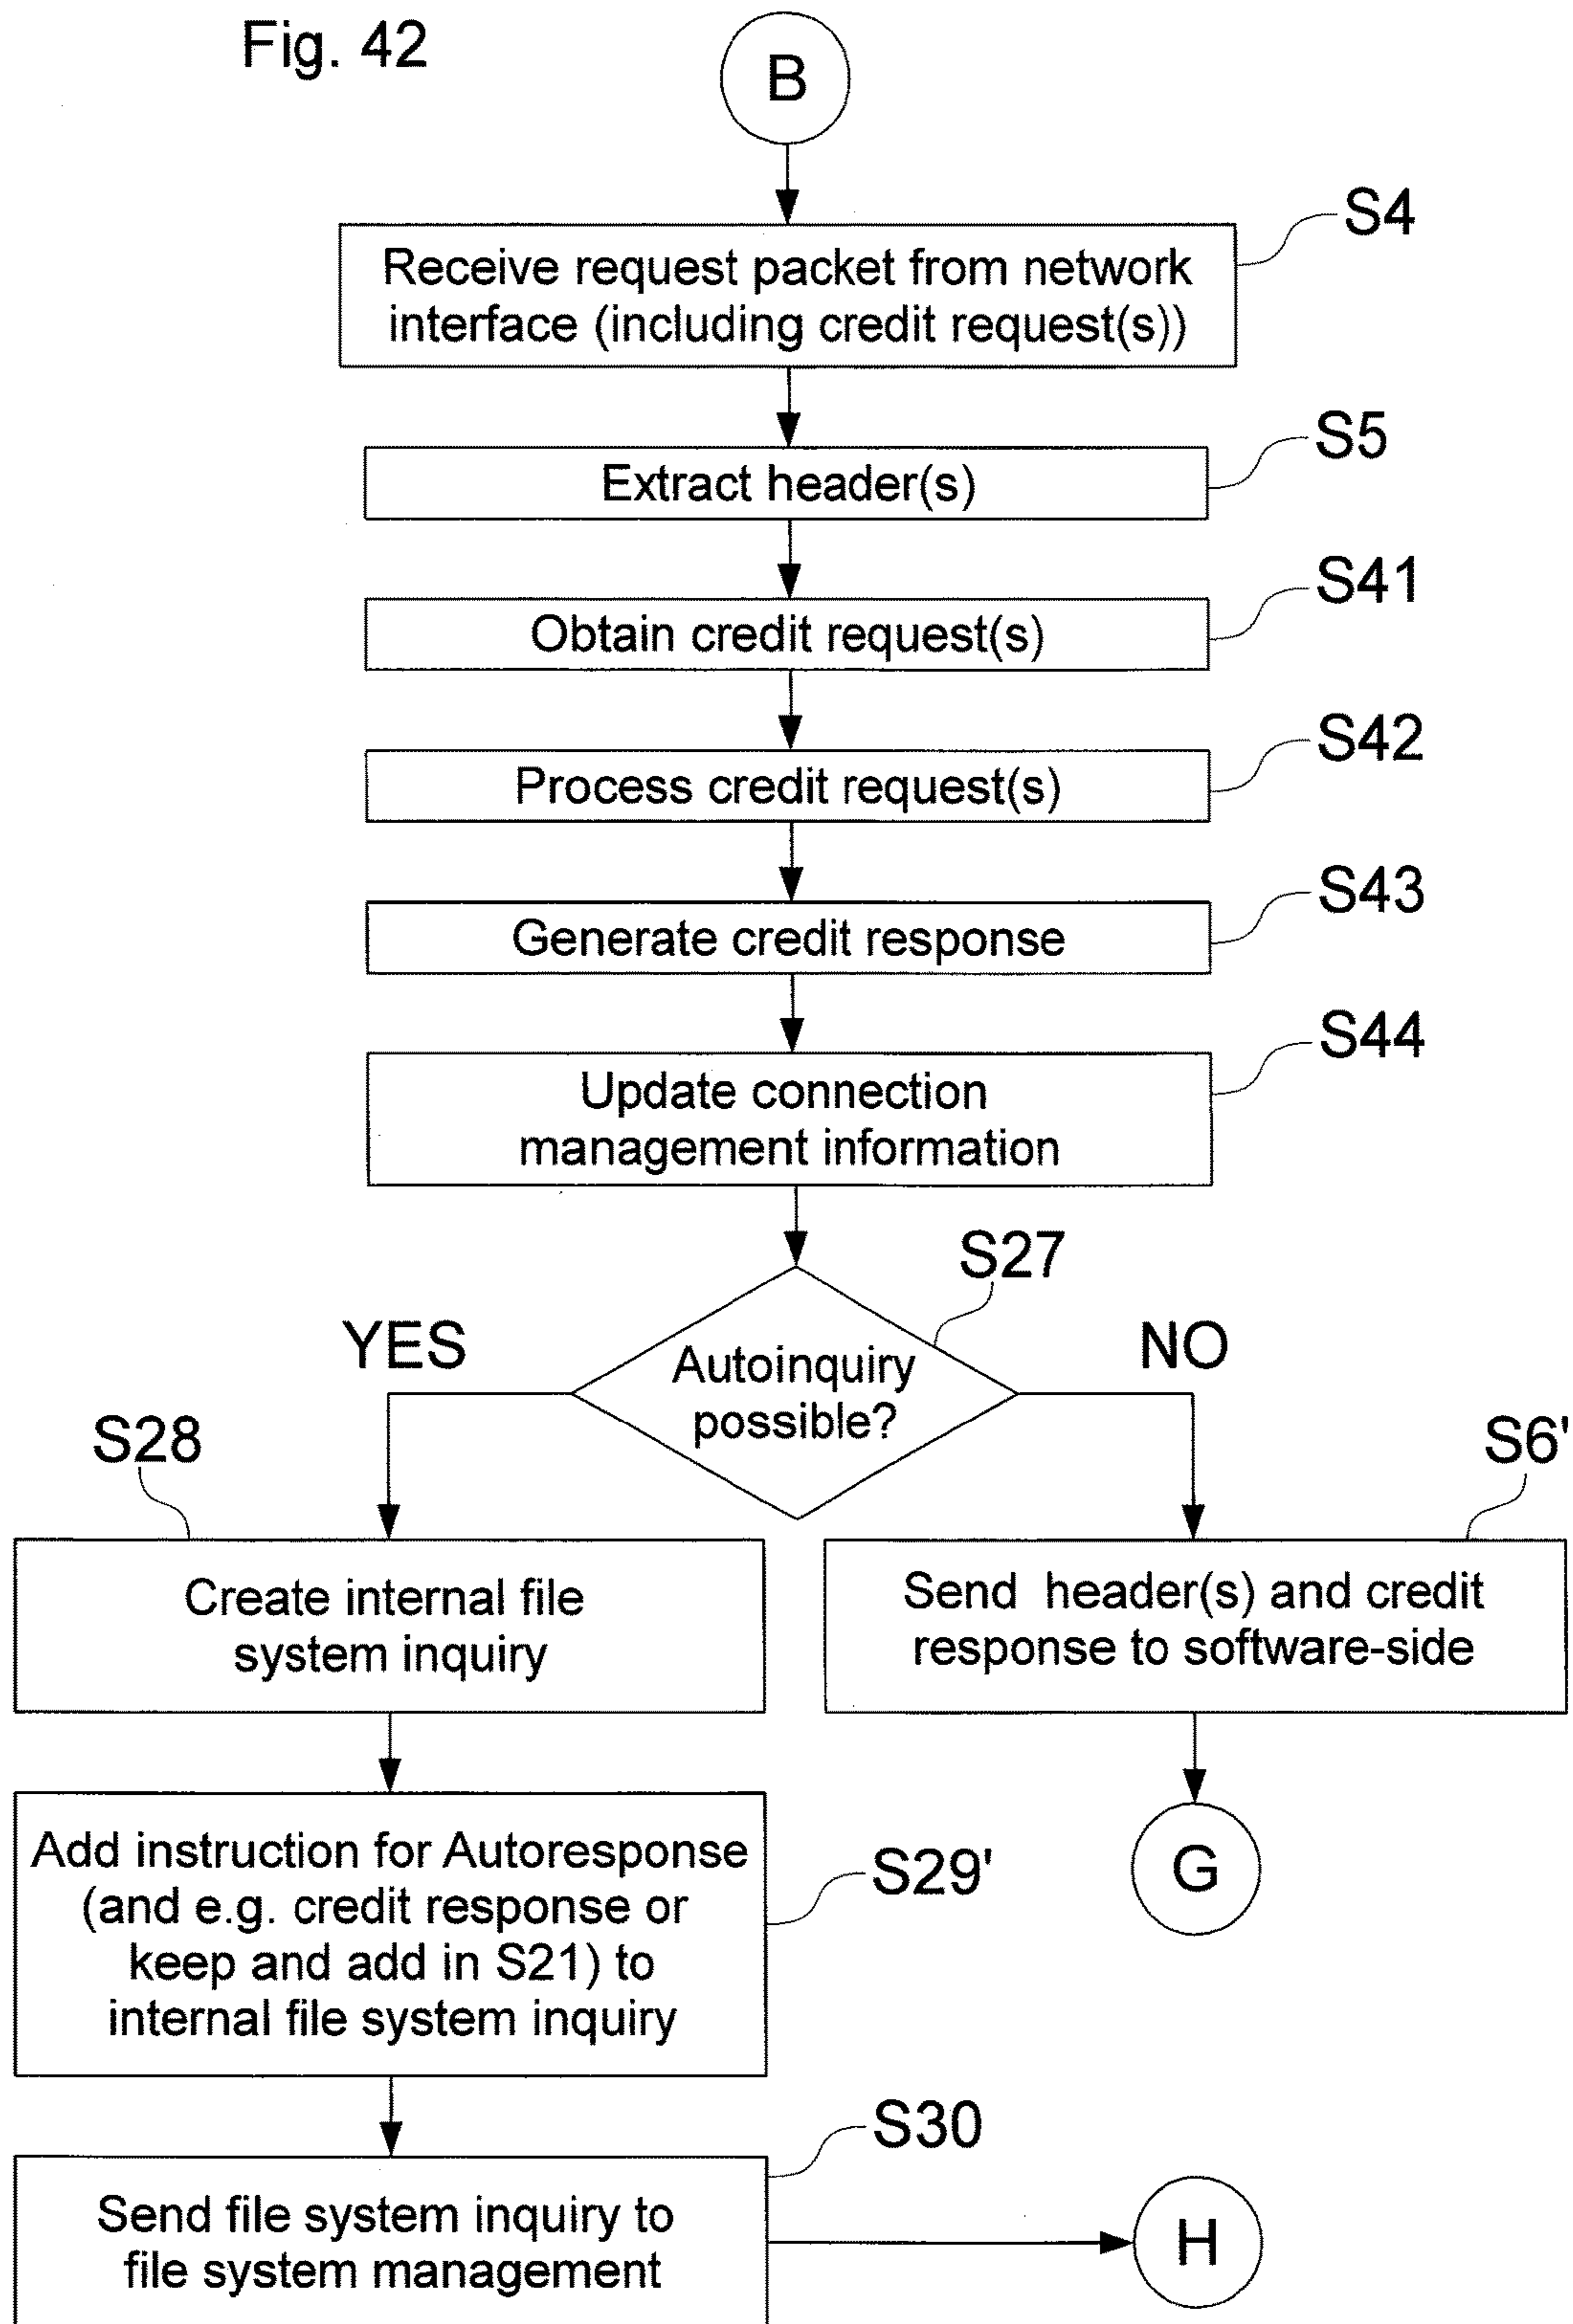 Fig. 42
B
S4
Receive request packet from network
interface (including credit request(s))
S5
Extract header(s)
S41
Obtain credit request(s)
S42
Process credit request(s)
S43
Generate credit response
S44
Update connection
management information
S27
YES
Autoinquiry
possible?
NO
S28
S6'
Create internal file
system inquiry
Send header(s) and credit
response to software-side
Add instruction for Autoresponse
(and e.g. credit response or
keep and add in S21) to
internal file system inquiry
S29'
G
S30
Send file system inquiry to
file system management
H